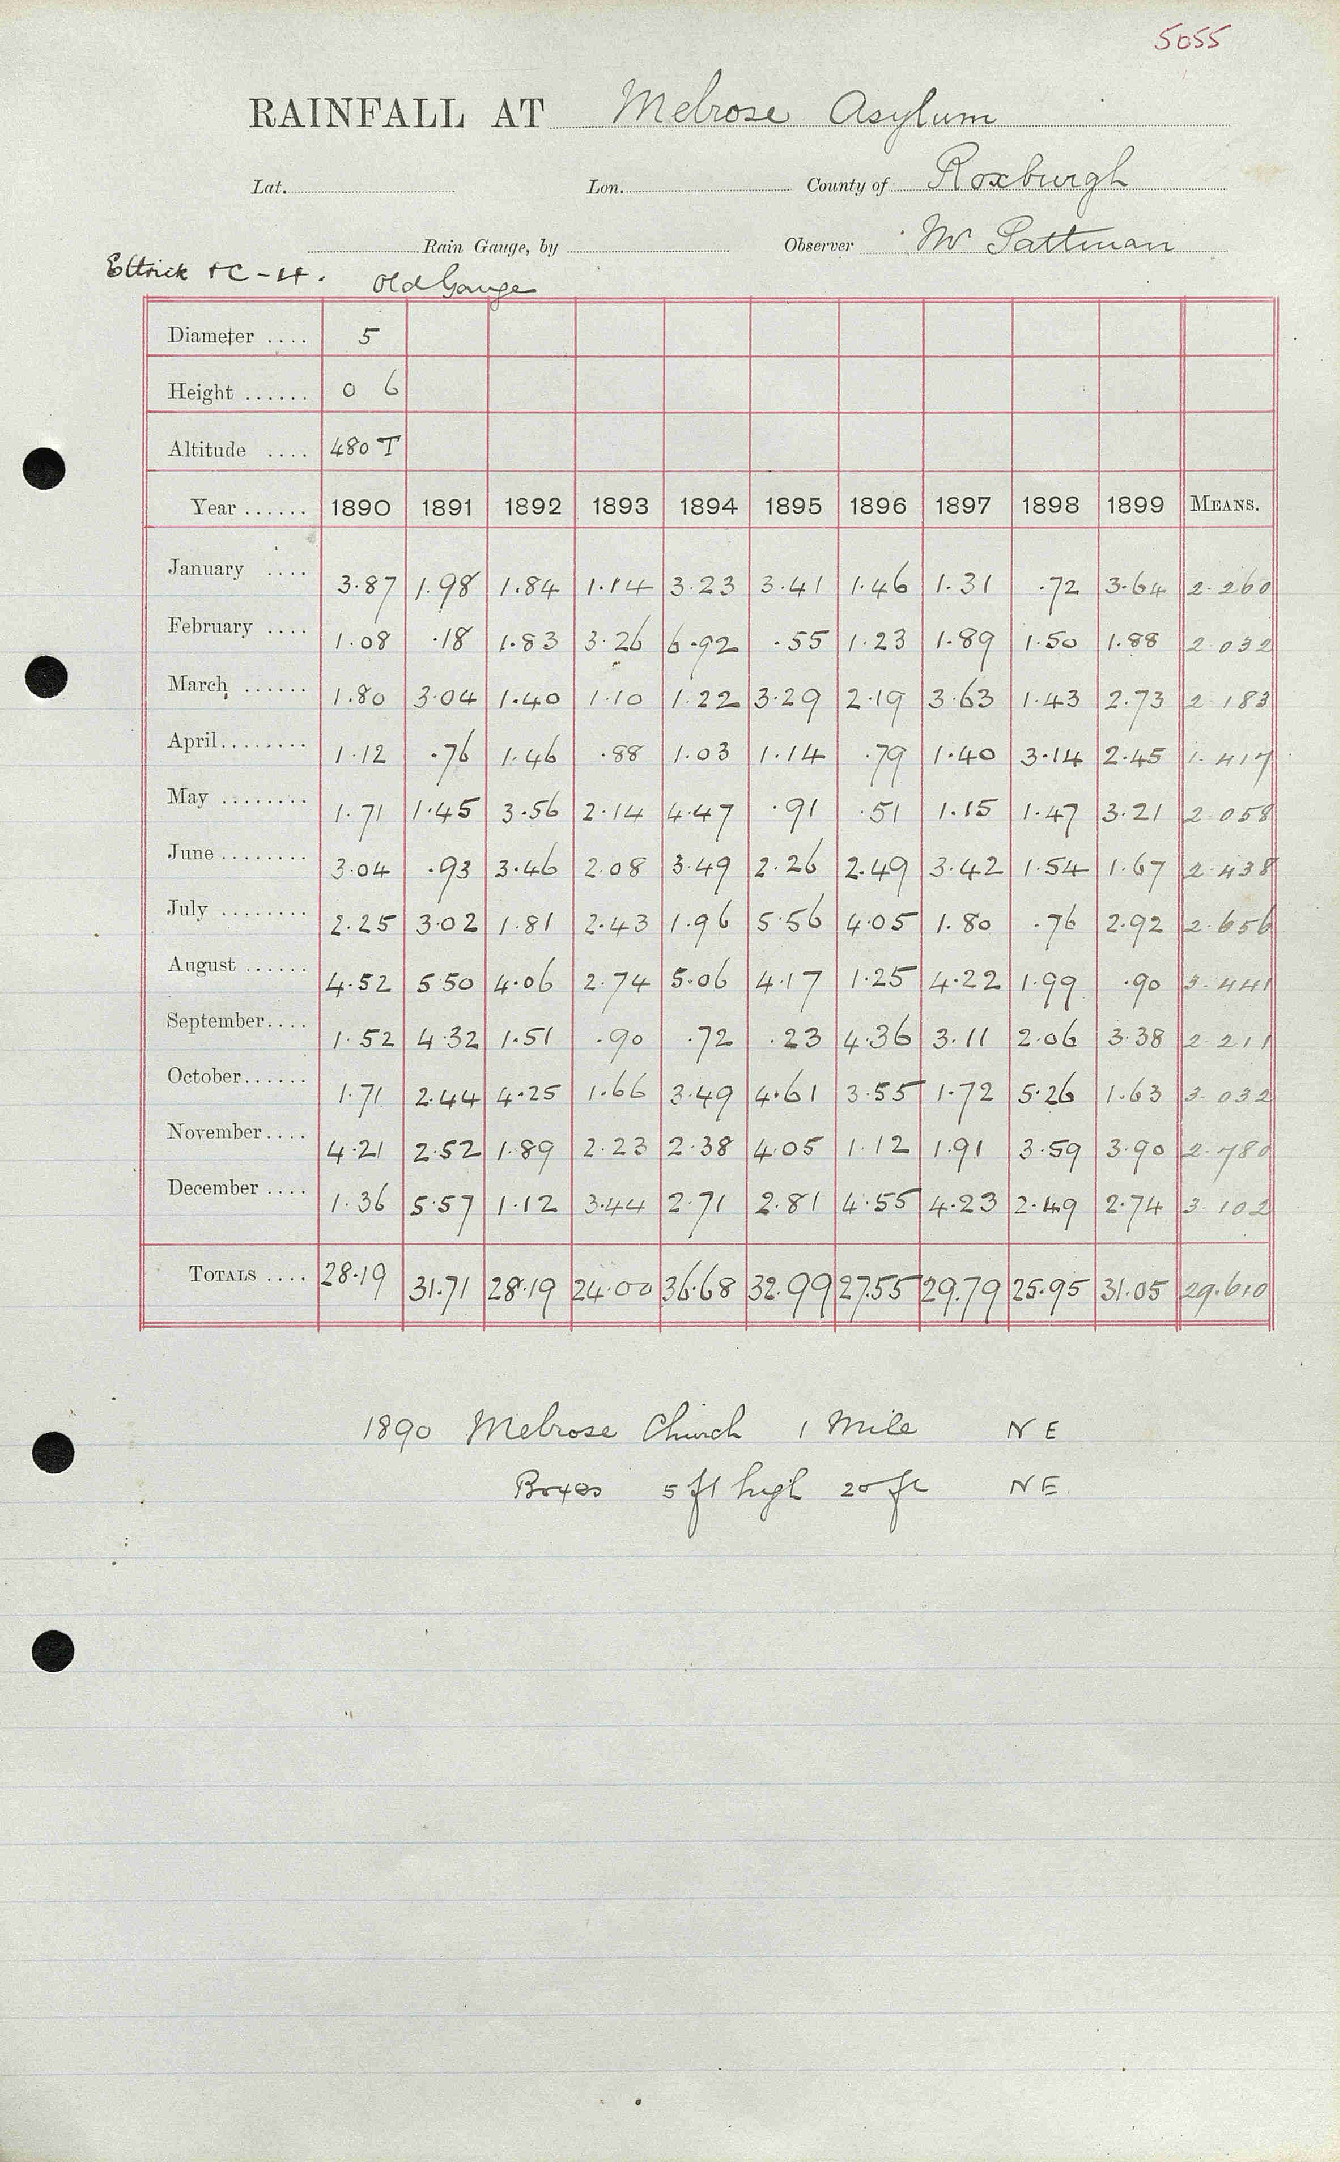 5055
RAINFALL AT Melrose Asylum
Lat. Lon. County of Roxburgh
Rain Gauge, by Observer Mr Pattman
Ettrick &C - 14. Old Gauge
Diameter .... 5
Height ...... 0 6
Altitude .... 480 T
Year ...... 1890 1891 1892 1893 1894 1895 1896 1897 1898 1899 MEANS.
January .... 3.87 1.98 1.84 1.14 3.23 3.41 1.46 1.31 .72 3.64 2.260
February .... 1.08 .18 1.83 3.26 6.92 .55 1.23 1.89 1.50 1.88 2.032
March ...... 1.80 3.04 1.40 1.10 1.22 3.29 2.19 3.63 1.43 2.73 2.183
April........ 1.12 .76 1.46 .88 1.03 1.14 .79 1.40 3.14 2.45 1.417
May ........ 1.71 1.45 3.56 2.14 4.47 .91 .51 1.15 1.47 3.21 2.058
June ........ 3.04 .93 3.46 2.08 3.49 2.26 2.49 3.42 1.54 1.67 2.438
July ........ 2.25 3.02 1.81 2.43 1.96 5.56 4.05 1.80 .76 2.92 2.656
August ...... 4.52 5.50 4.06 2.74 5.06 4.17 1.25 4.22 1.99 .90 3.441
September.... 1.52 4.32 1.51 .90 .72 .23 4.36 3.11 2.06 3.38 2.211
October...... 1.71 2.44 4.25 1.66 3.49 4.61 3.55 1.72 5.26 1.63 3.032
November.... 4.21 2.52 1.89 2.23 2.38 4.05 1.12 1.91 3.59 3.90 2.780
December .... 1.36 5.57 1.12 3.44 2.71 2.81 4.55 4.23 2.49 2.74 3.102
TOTALS .... 28.19 31.71 28.19 24.00 36.68 32.99 27.55 29.79 25.95 31.05 29.610
1890 Melrose Church 1 Mile NE
Boxes 5 ft high 20 ft NE